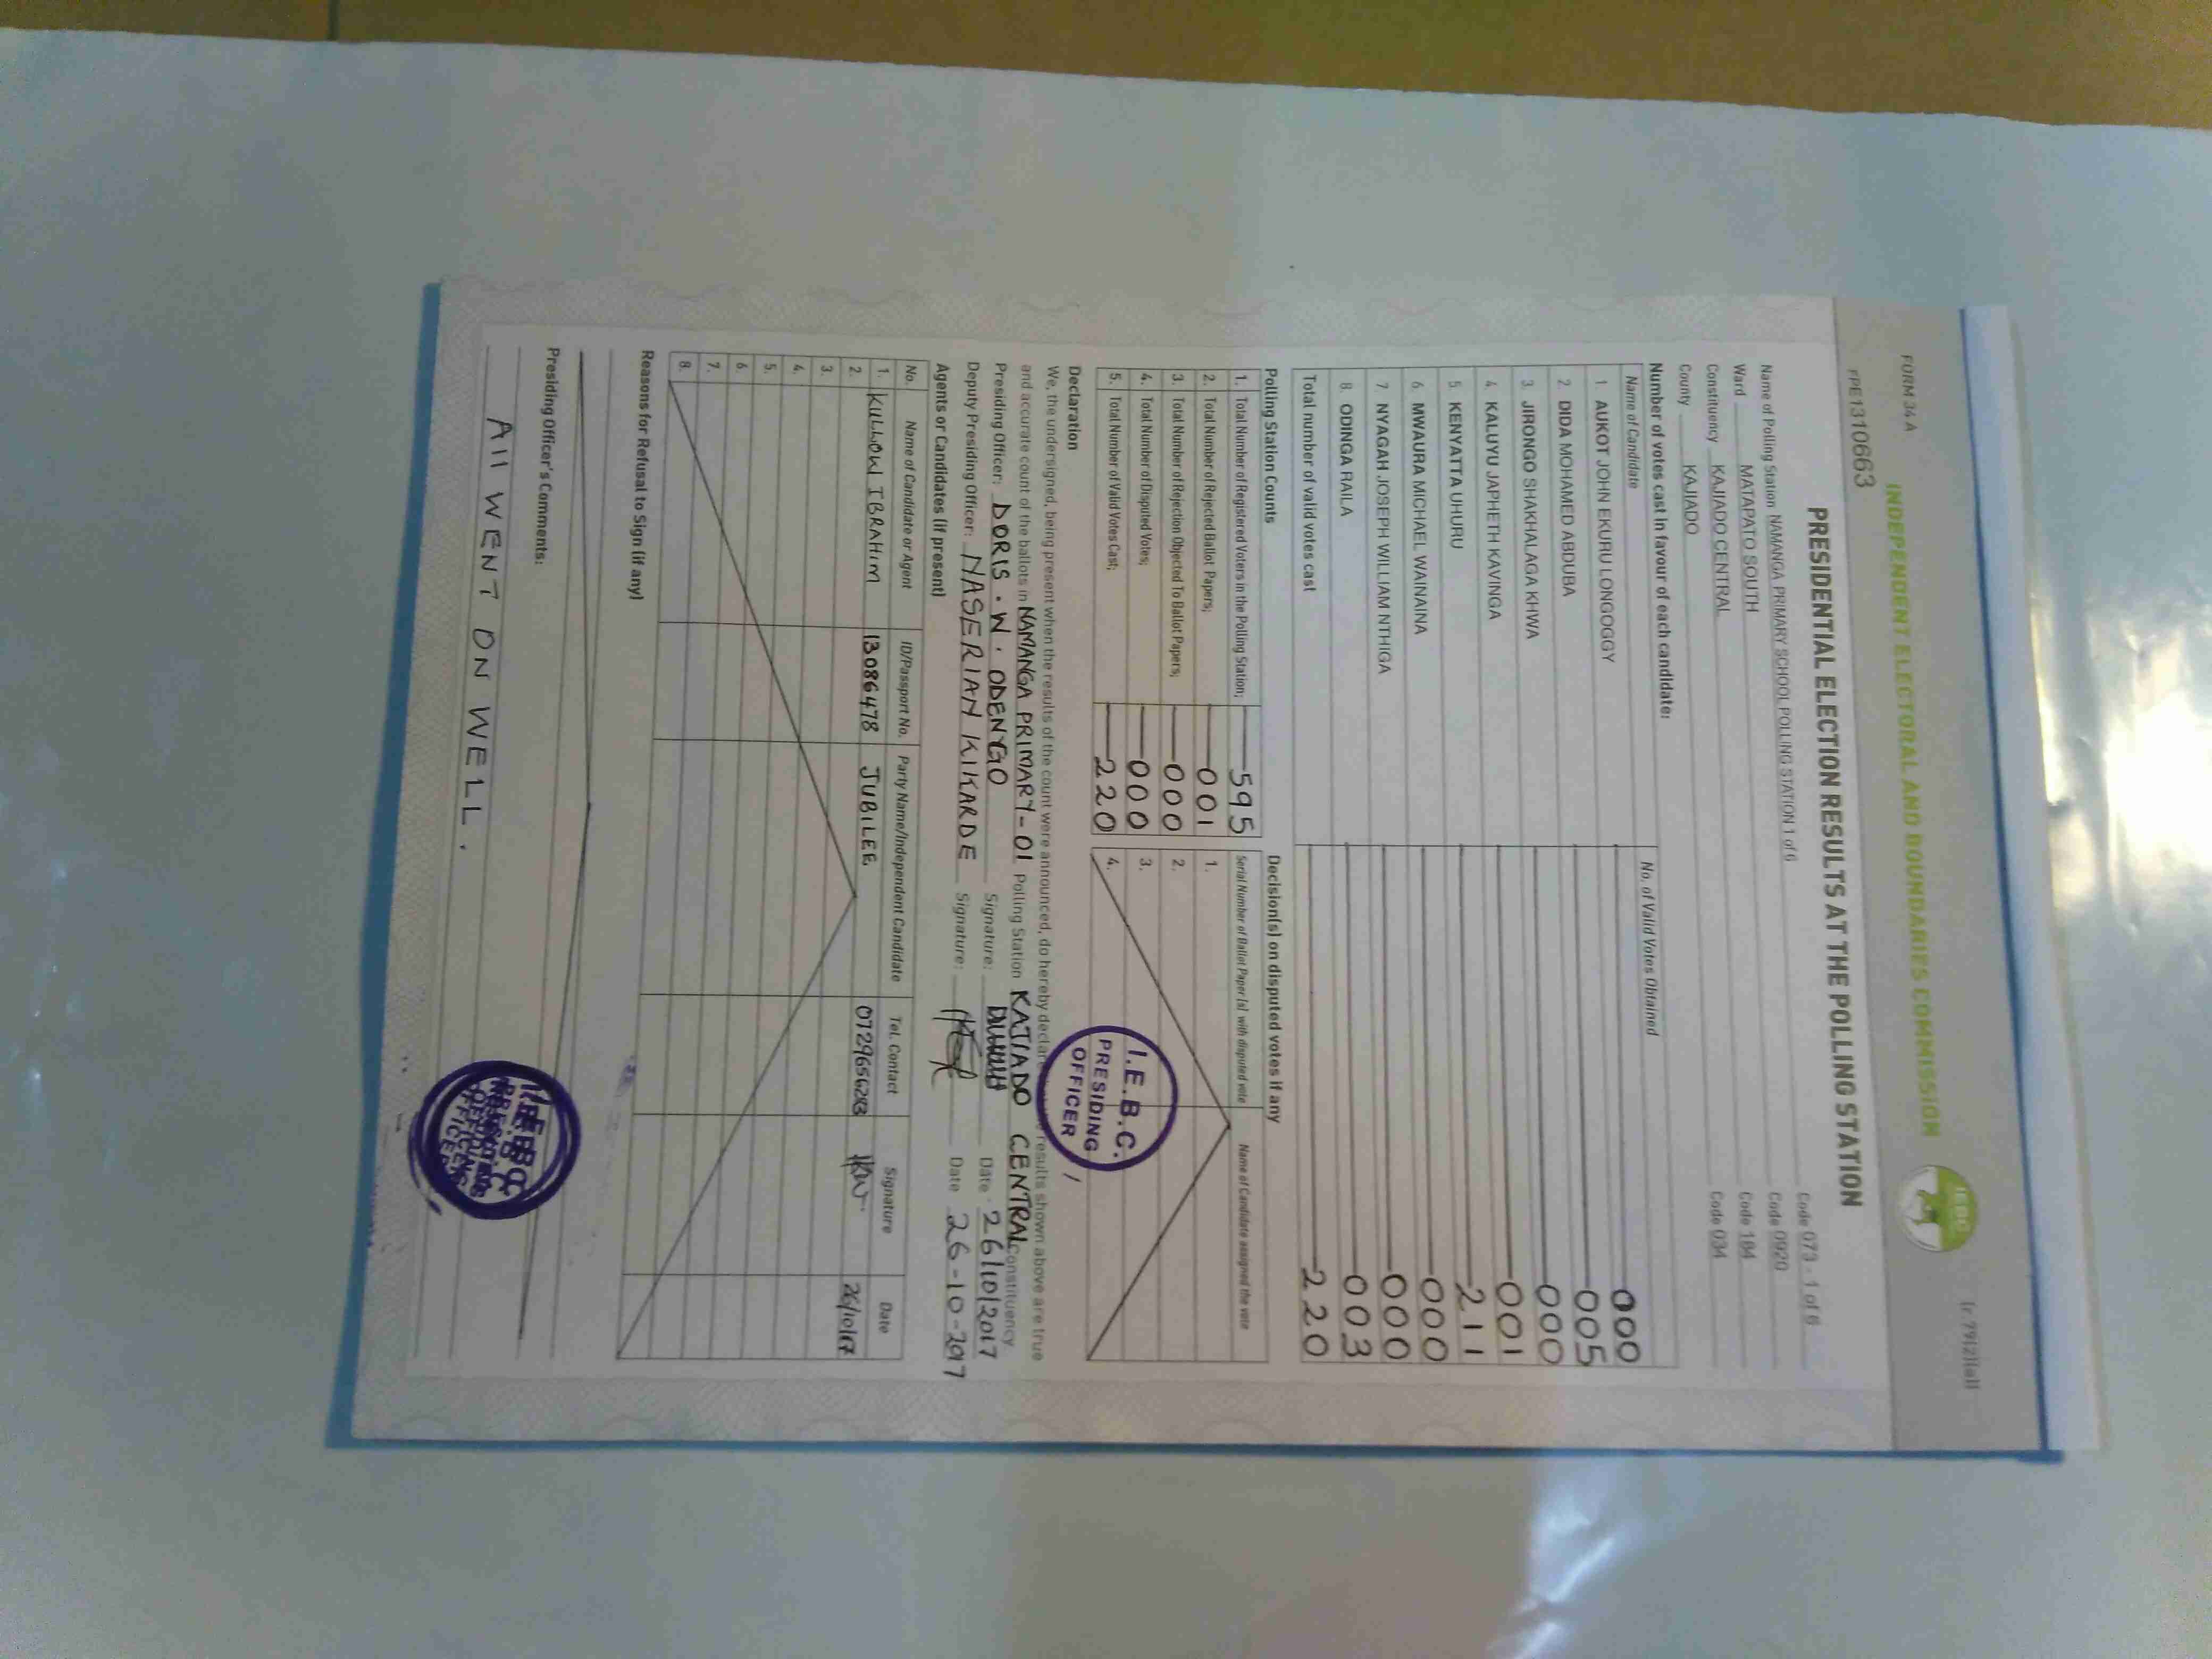 FORM 34 A
(r.79(2)(a))
INDEPENDENT ELECTORAL AND BOUNDARIES COMMISSION
IEBC
FPE1310663
PRESIDENTIAL ELECTION RESULTS AT THE POLLING STATION
Name of Polling Station NAMANGA PRIMARY SCHOOL POLLING STATION 1 of 6 Code 073 - 1 of 6
Code 0920
Ward MATAPATO SOUTH Code 184
Constituency KAJIADO CENTRAL Code 034
County KAJIADO
Number of votes cast in favour of each candidate:
Name of Candidate No. of Valid Votes Obtained
1. AUKOT JOHN EKURU LONGOGGY 000
2. DIDA MOHAMED ABDUBA 005
3. JIRONGO SHAKHALAGA KHWA 000
4. KALUYU JAPHETH KAVINGA 001
5 KENYATTA UHURU 211
6 MWAURA MICHAEL WAINAINA 000
7 NYAGAH JOSEPH WILLIAM NTHIGA 000
8. ODINGA RAILA 003
Total number of valid votes cast 220
Polling Station Counts
1. Total Number of Registered Voters in the Polling Station; 595
2. Total Number of Rejected Ballot Papers; 001
3. Total Number of Rejection Objected To Ballot Papers; 000
4. Total Number of Disputed Votes; 000
5. Total Number of Valid Votes Cast; 220
Decision(s) on disputed votes if any
Serial Number of Ballot Paper (s) with disputed vote Name of Candidate assigned the vote
1.
2.
3.
4.
I.E.B.C.
PRESIDING
OFFICER
Declaration
We, the undersigned, being present when the results of the count were announced, do hereby declare results shown above are true
and accurate count of the ballots in NAMANGA PRIMARY-01 Polling Station KAJIADO CENTRAL Constituency
Presiding Officer: DORIS . W . ODENYO Signature: Date 26/10/2017
Deputy Presiding Officer: NASERIAN KIKARDE Signature: Date 26-10-2017
Agents or Candidates (if present)
No. Name of Candidate or Agent ID/Passport No. Party Name/Independent Candidate Tel. Contact Signature Date
1. KULLOW IBRAHIM 13086478 JUBILEE 26/10/17
2.
3.
4.
5.
6.
7.
8.
Reasons for Refusal to Sign (if any)
Presiding Officer's Comments:
All WENT ON WELL.